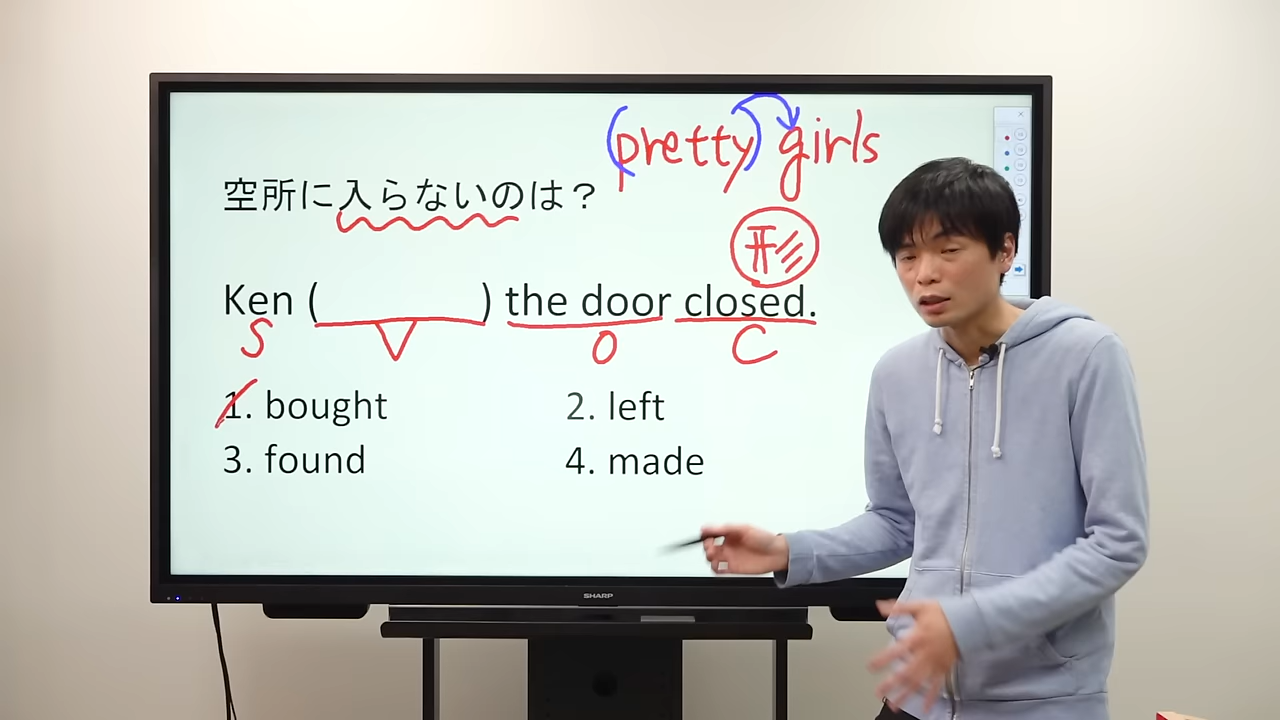 (pretty) girls
空所に入らないのは？
形
Ken ( ) the door closed.
S V O C
1. bought 2. left
3. found 4. made
SHARP